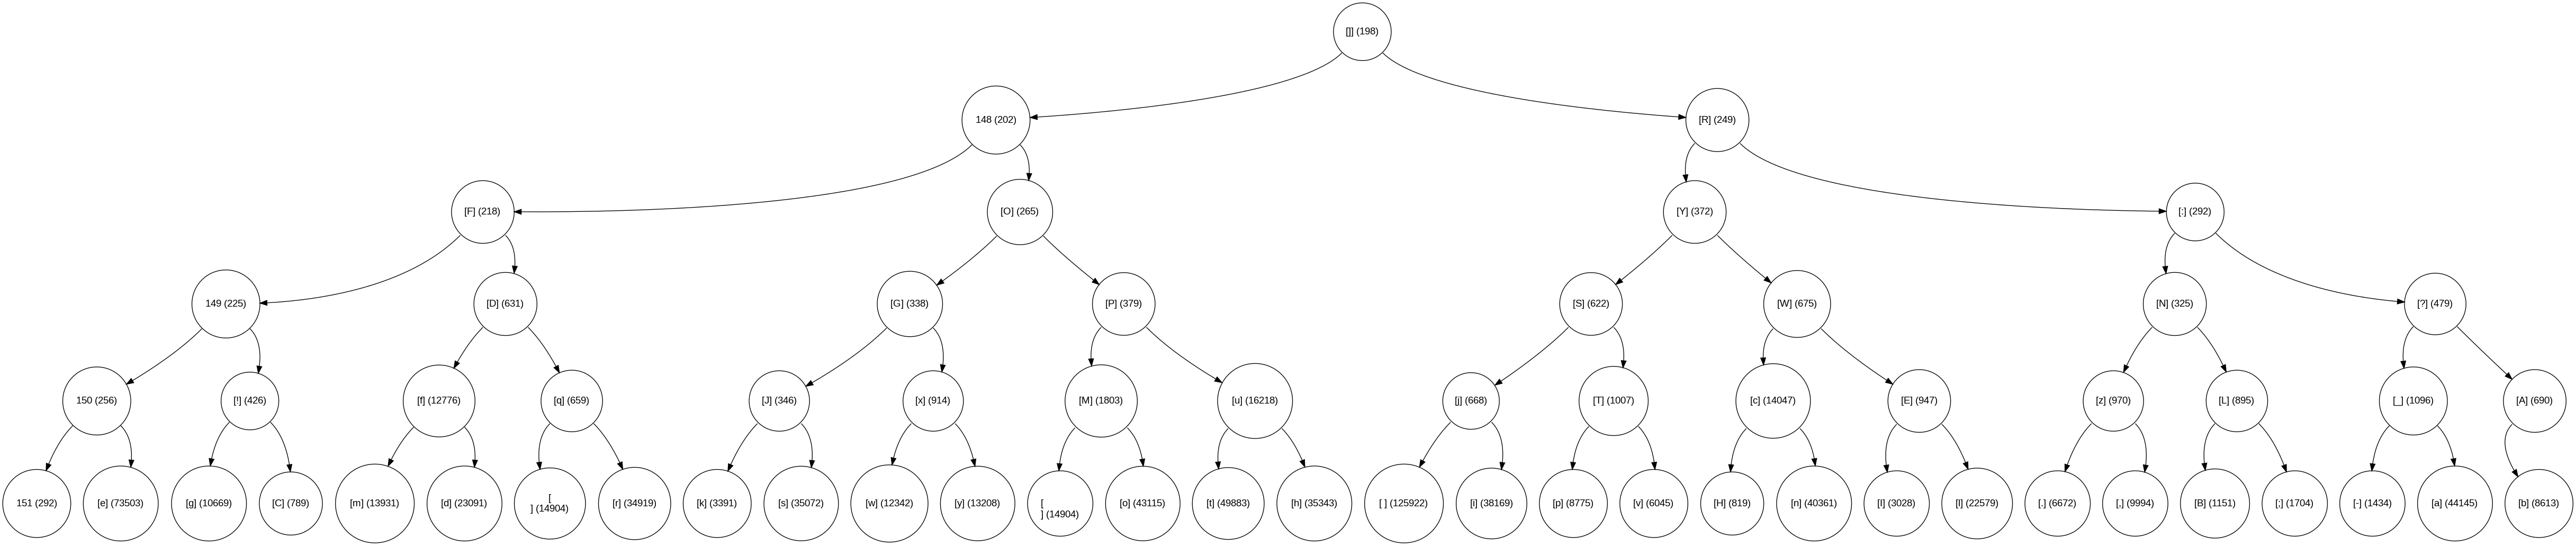 []] (198)
148 (202)
[R] (249)
[F] (218)
[O] (265)
[Y] (372)
[:] (292)
149 (225)
[D] (631)
[G] (338)
[P] (379)
[S] (622)
[W] (675)
[N] (325)
[?] (479)
150 (256)
[!] (426)
[f] (12776)
[q] (659)
[J] (346)
[x] (914)
[M] (1803)
[u] (16218)
[j] (668)
[T] (1007)
[c] (14047)
[E] (947)
[z] (970)
[L] (895)
[_] (1096)
[A] (690)
151 (292)
[e] (73503)
[g] (10669)
[C] (789)
[m] (13931)
[d] (23091)
[
] (14904)
[r] (34919)
[k] (3391)
[s] (35072)
[w] (12342)
[y] (13208)
[
] (14904)
[o] (43115)
[t] (49883)
[h] (35343)
[ ] (125922)
[i] (38169)
[p] (8775)
[v] (6045)
[H] (819)
[n] (40361)
[I] (3028)
[l] (22579)
[.] (6672)
[,] (9994)
[B] (1151)
[;] (1704)
[-] (1434)
[a] (44145)
[b] (8613)